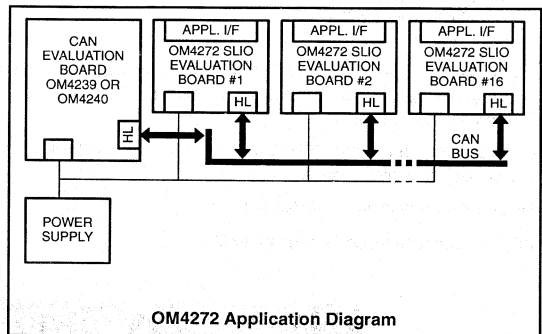 CAN
EVALUATION
BOARD
OM4239 OR
OM4240
HL
APPL. I/F
OM4272 SLIO
EVALUATION
BOARD #1
HL
APPL. I/F
OM4272 SLIO
EVALUATION
BOARD #2
HL
APPL. I/F
OM4272 SLIO
EVALUATION
BOARD #16
HL
CAN
BUS
POWER
SUPPLY
OM4272 Application Diagram